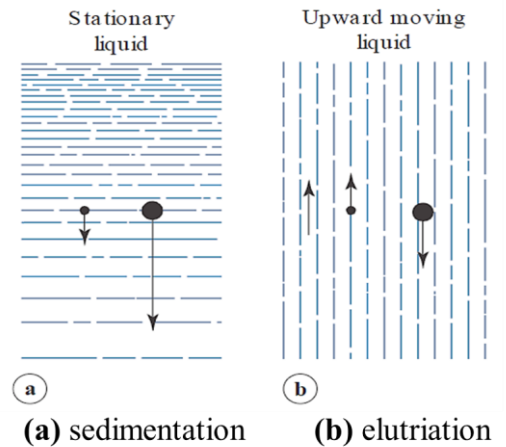 Stationary
liquid
Upward moving
liquid
a
b
(a) sedimentation
(b) elutriation